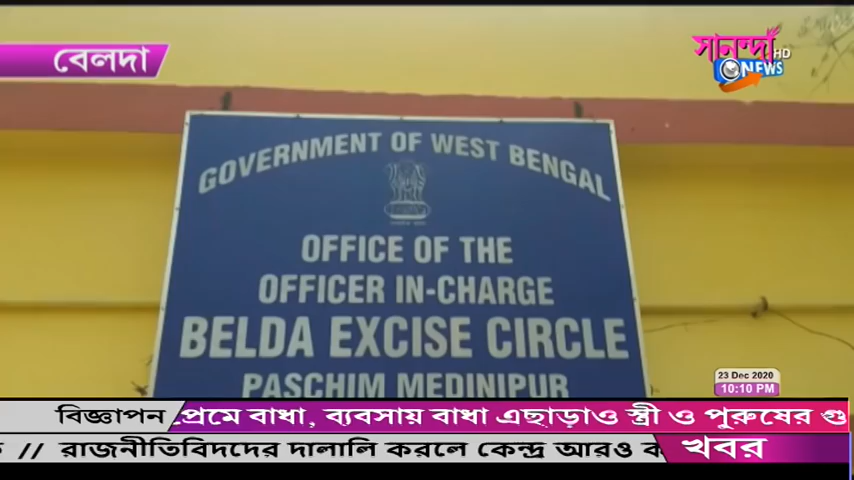 বেলদা
সানন্দা HD
NEWS
GOVERNMENT OF WEST BENGAL
OFFICE OF THE
OFFICER IN-CHARGE
BELDA EXCISE CIRCLE
PASCHIM MEDINIPUR
23 Dec 2020
10:10 PM
বিজ্ঞাপন প্রেমে বাধা, ব্যবসায় বাধা এছাড়াও স্ত্রী ও পুরুষের
// রাজনীতিবিদদের দালালি করলে কেন্দ্র আরও খবর